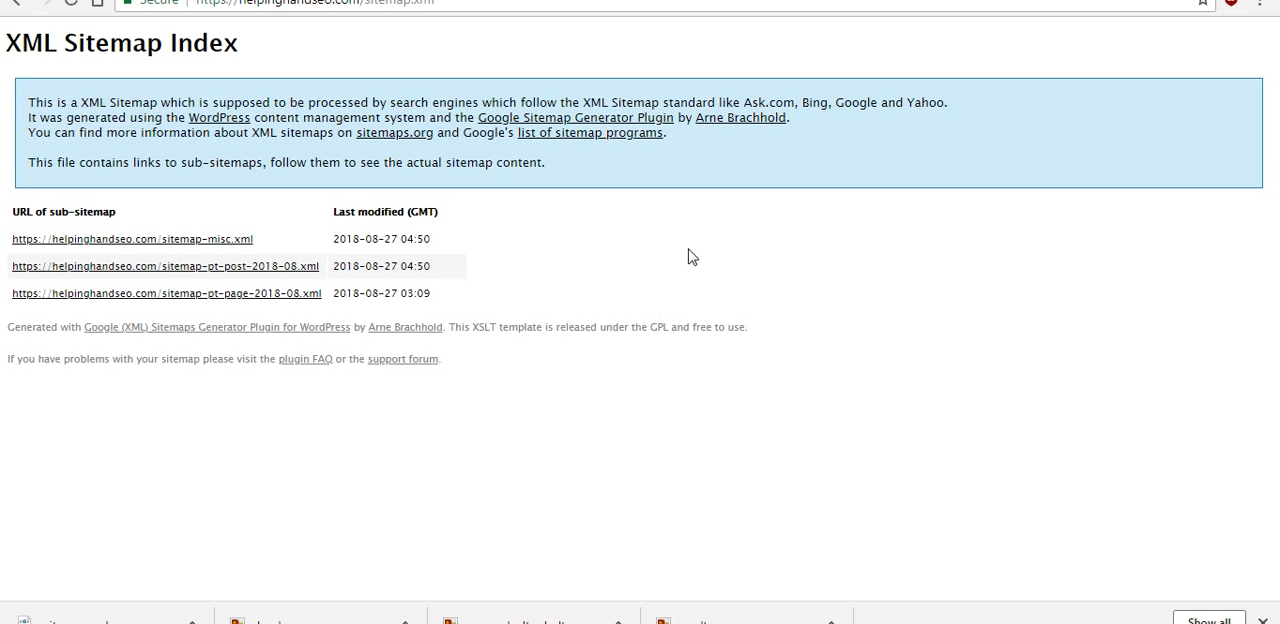 Secure https://helpinghandseo.com/sitemap.xml
XML Sitemap Index
This is a XML Sitemap which is supposed to be processed by search engines which follow the XML Sitemap standard like Ask.com, Bing, Google and Yahoo.
It was generated using the WordPress content management system and the Google Sitemap Generator Plugin by Arne Brachhold.
You can find more information about XML sitemaps on sitemaps.org and Google's list of sitemap programs.
This file contains links to sub-sitemaps, follow them to see the actual sitemap content.
URL of sub-sitemap Last modified (GMT)
https://helpinghandseo.com/sitemap-misc.xml 2018-08-27 04:50
https://helpinghandseo.com/sitemap-pt-post-2018-08.xml 2018-08-27 04:50
https://helpinghandseo.com/sitemap-pt-page-2018-08.xml 2018-08-27 03:09
Generated with Google (XML) Sitemaps Generator Plugin for WordPress by Arne Brachhold. This XSLT template is released under the GPL and free to use.
If you have problems with your sitemap please visit the plugin FAQ or the support forum.
Show all